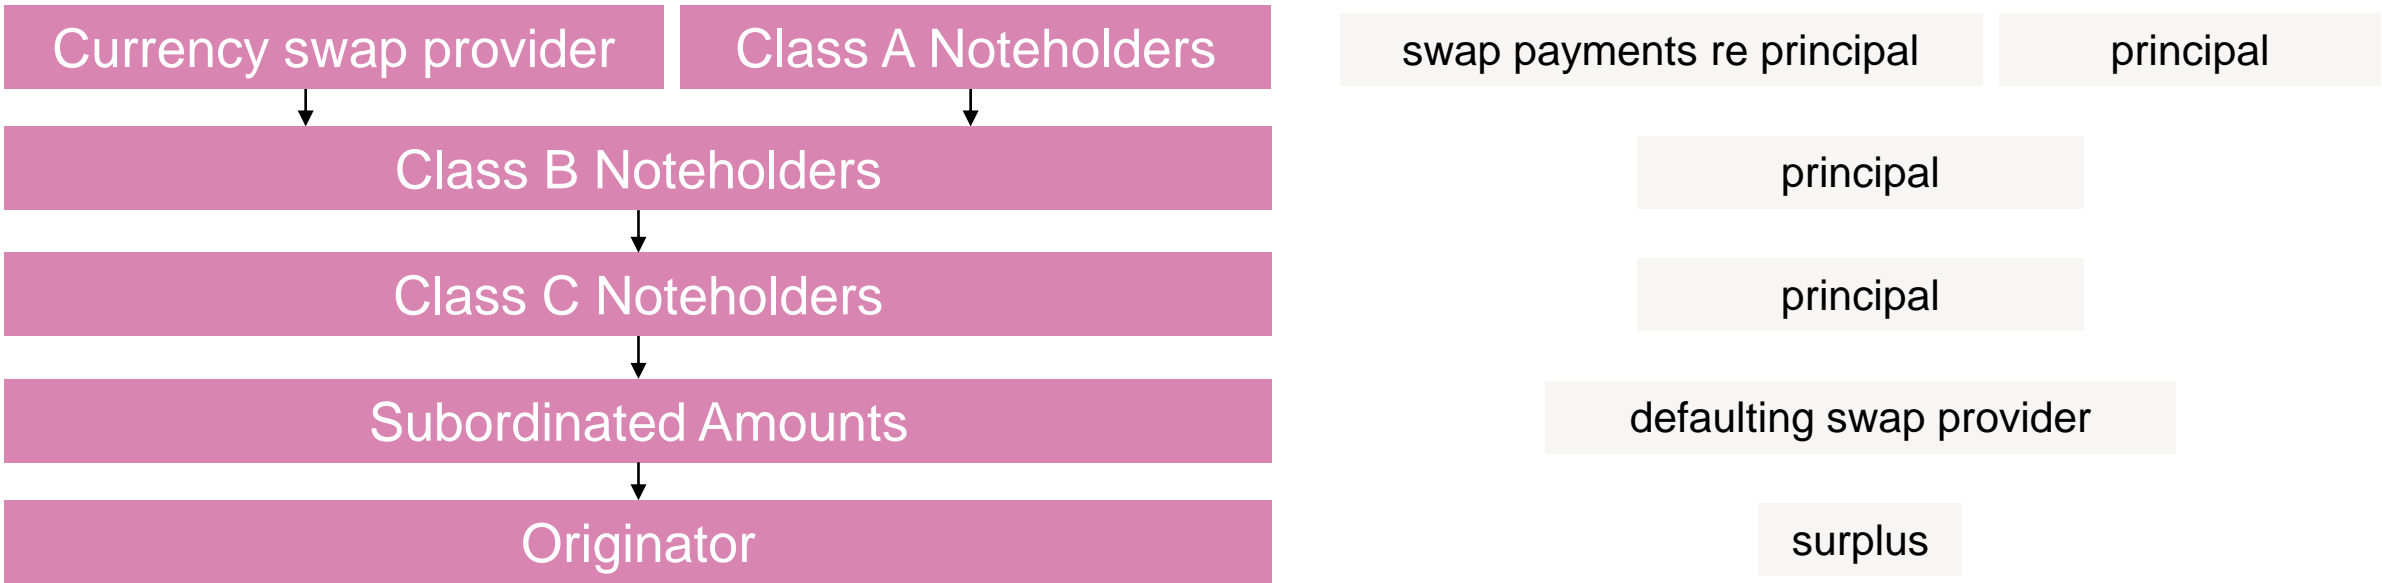 Currency swap provider
Class A Noteholders
swap payments re principal
principal
Class B Noteholders
principal
Class C Noteholders
principal
Subordinated Amounts
defaulting swap provider
Originator
surplus